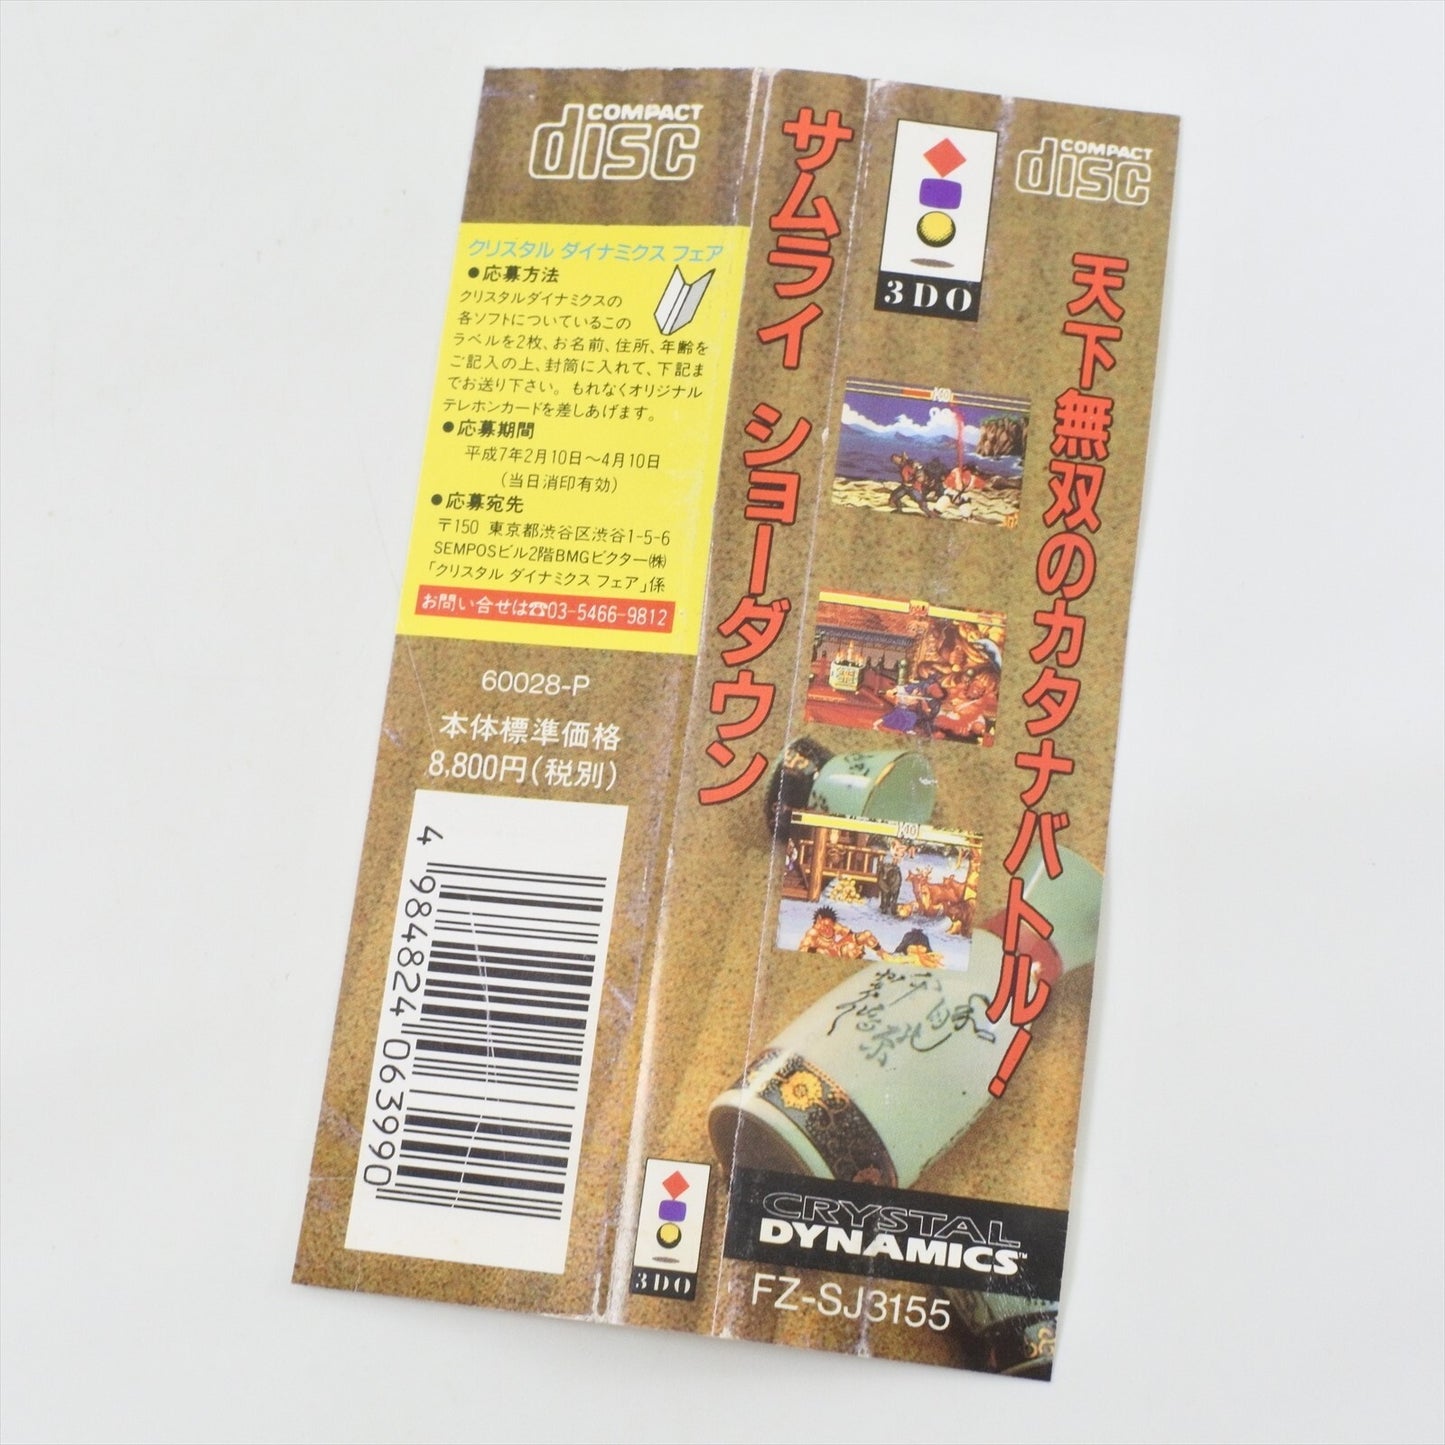 COMPACT
disc
クリスタル ダイナミクス フェア
●応募方法
クリスタルダイナミクスの
各ソフトについているこの
ラベルを2枚、お名前、住所、年齢を
ご記入の上、封筒に入れて、下記ま
でお送り下さい。もれなくオリジナル
テレホンカードを差しあげます。
●応募期間
平成7年2月10日〜4月10日
(当日消印有効)
●応募宛先
〒150 東京都渋谷区渋谷1-5-6
SEMPOSビル2階BMGビクター㈱
「クリスタル ダイナミクス フェア」係
お問い合せは☎03-5466-9812
60028-P
本体標準価格
8,800円(税別)
4 984824 063990
サムライ ショーダウン
3DO
3DO
COMPACT
disc
天下無双のカタナバトル!
KO
KO
CRYSTAL
DYNAMICS™
FZ-SJ3155